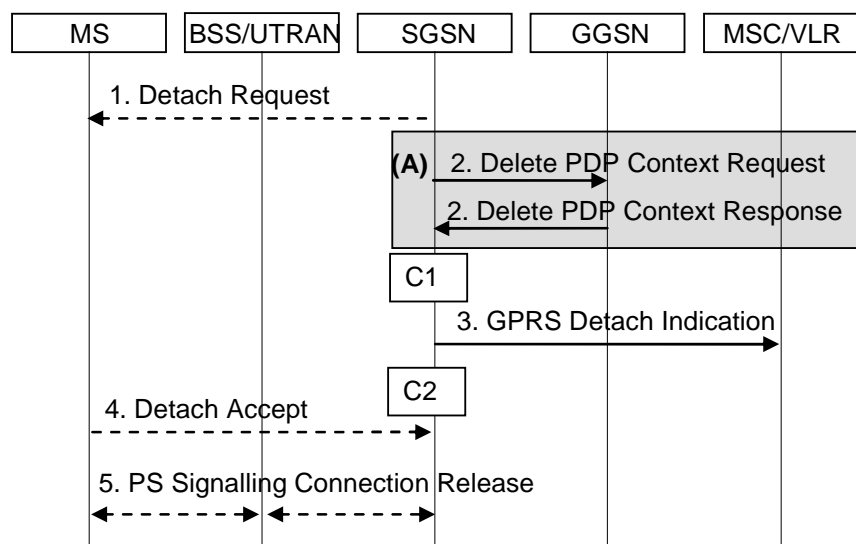 MS BSS/UTRAN SGSN GGSN MSC/VLR
1. Detach Request
(A) 2. Delete PDP Context Request
2. Delete PDP Context Response
C1
3. GPRS Detach Indication
C2
4. Detach Accept
5. PS Signalling Connection Release